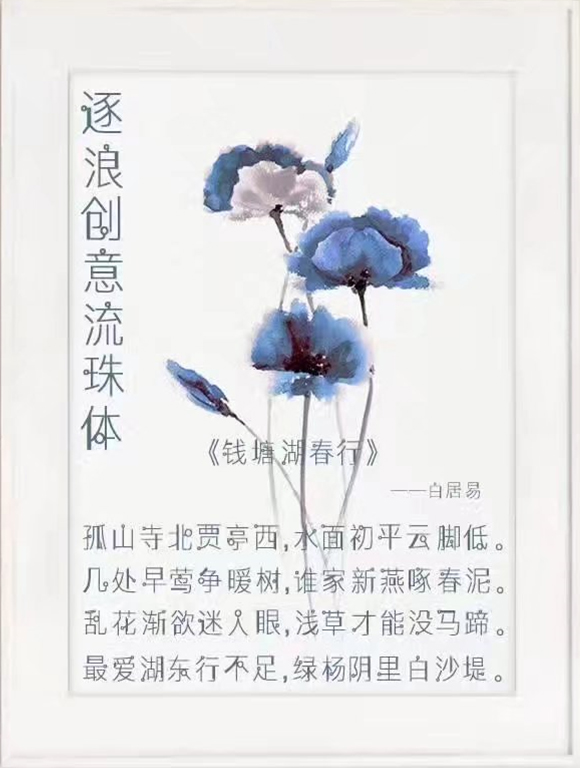 逐浪创意流珠体
《钱塘湖春行》
——白居易
孤山寺北贾亭西,水面初平云脚低。
几处早莺争暖树,谁家新燕啄春泥。
乱花渐欲迷人眼,浅草才能没马蹄。
最爱湖东行不足,绿杨阴里白沙堤。